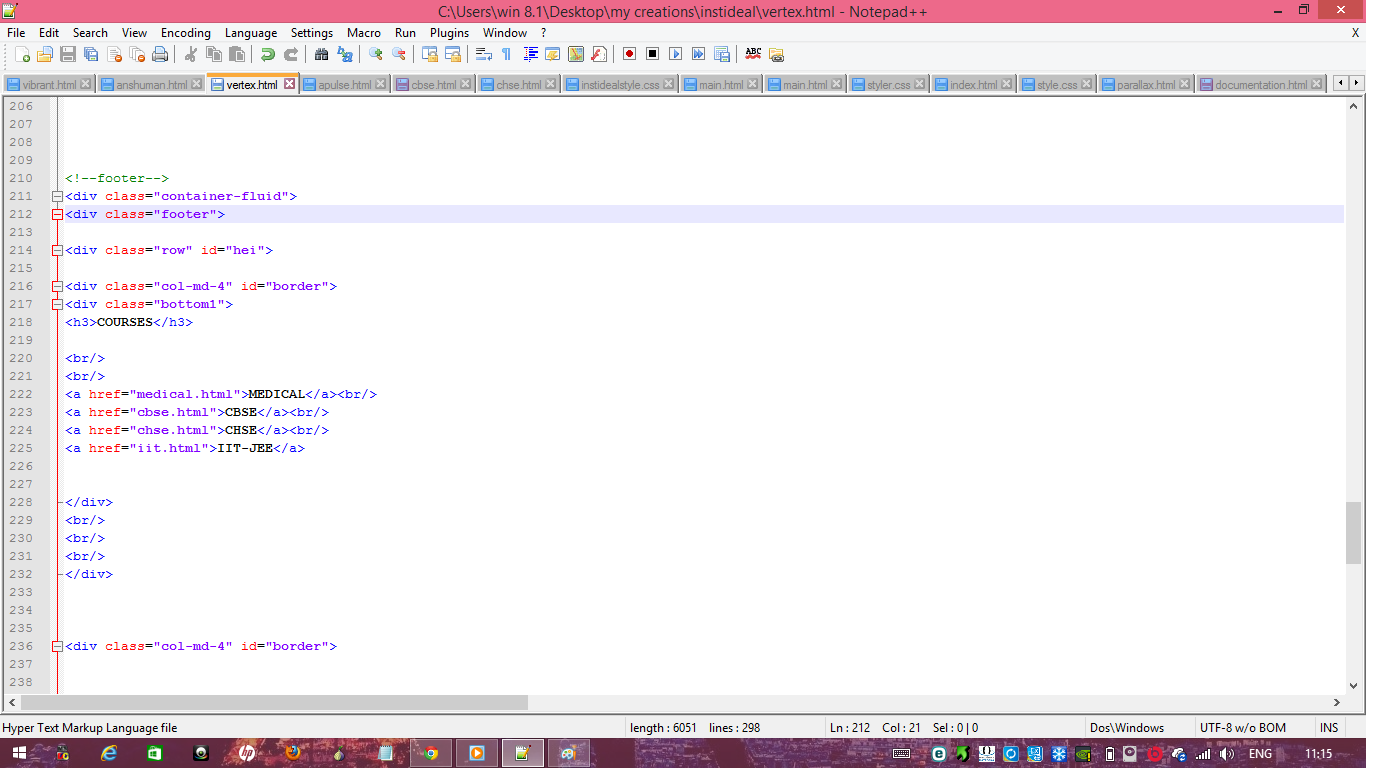 C:\Users\win 8.1\Desktop\my creations\instideal\vertex.html - Notepad++
File Edit Search View Encoding Language Settings Macro Run Plugins Window ? X
vibrant.html anshuman.html vertex.html apulse.html cbse.html chse.html instidealstyle.css main.html main.html styler.css index.html style.css parallax.html documentation.html
206
207
208
209
210 <!--footer-->
211 <div class="container-fluid">
212 <div class="footer">
213
214 <div class="row" id="hei">
215
216 <div class="col-md-4" id="border">
217 <div class="bottom1">
218 <h3>COURSES</h3>
219
220 <br/>
221 <br/>
222 <a href="medical.html">MEDICAL</a><br/>
223 <a href="cbse.html">CBSE</a><br/>
224 <a href="chse.html">CHSE</a><br/>
225 <a href="iit.html">IIT-JEE</a>
226
227
228 </div>
229 <br/>
230 <br/>
231 <br/>
232 </div>
233
234
235
236 <div class="col-md-4" id="border">
237
238
Hyper Text Markup Language file length : 6051 lines : 298 Ln : 212 Col : 21 Sel : 0 | 0 Dos\Windows UTF-8 w/o BOM INS
ENG 11:15